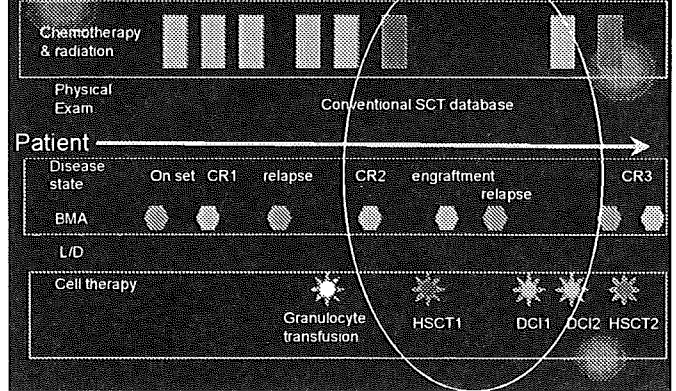 Chemotherapy
& radiation
Physical
Exam.
Conventional SCT database
Patient
Disease
state
On set CR1 relapse CR2 engraftment CR3
relapse
BMA
L/D
Cell therapy
Granulocyte
transfusion
HSCT1 DCI1 DCI2 HSCT2